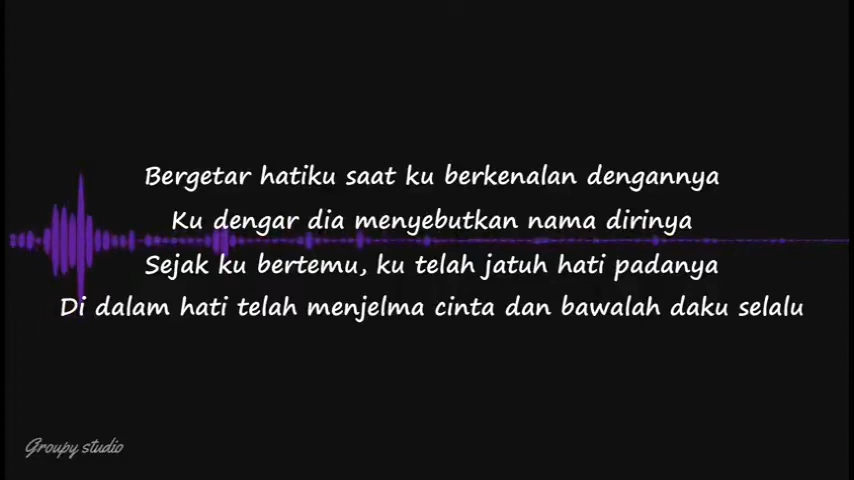 Bergetar hatiku saat ku berkenalan dengannya
Ku dengar dia menyebutkan nama dirinya
Sejak ku bertemu, ku telah jatuh hati padanya
Di dalam hati telah menjelma cinta dan bawalah daku selalu
Groupy studio